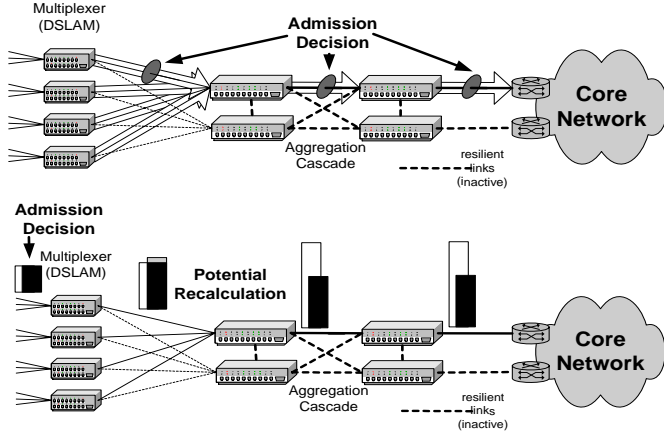 Multiplexer
(DSLAM)
Admission
Decision
Core
Network
Aggregation
Cascade
resilient
links
(inactive)
Admission
Decision
Multiplexer
(DSLAM)
Potential
Recalculation
Core
Network
Aggregation
Cascade
resilient
links
(inactive)